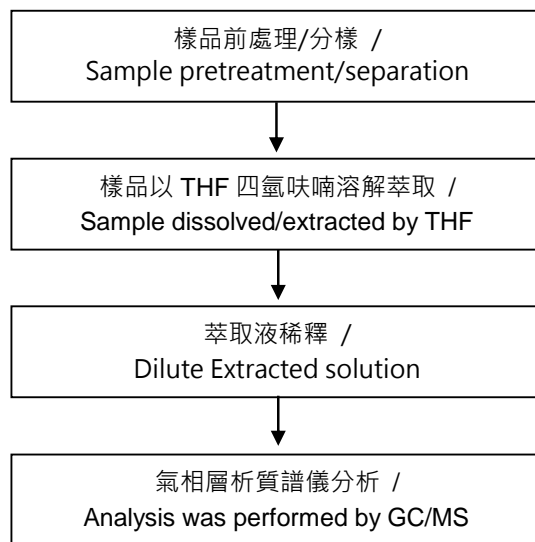 樣品前處理/分樣 /
Sample pretreatment/separation
樣品以 THF 四氫呋喃溶解萃取 /
Sample dissolved/extracted by THF
萃取液稀釋 /
Dilute Extracted solution
氣相層析質譜儀分析 /
Analysis was performed by GC/MS